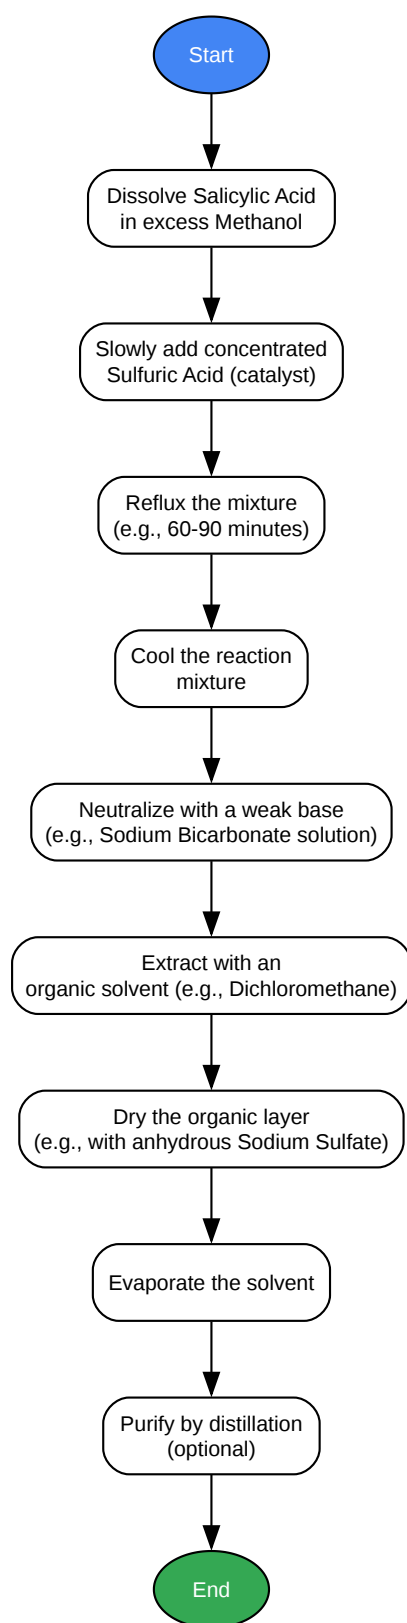 Start
Dissolve Salicylic Acid
in excess Methanol
Slowly add concentrated
Sulfuric Acid (catalyst)
Reflux the mixture
(e.g., 60-90 minutes)
Cool the reaction
mixture
Neutralize with a weak base
(e.g., Sodium Bicarbonate solution)
Extract with an
organic solvent (e.g., Dichloromethane)
Dry the organic layer
(e.g., with anhydrous Sodium Sulfate)
Evaporate the solvent
Purify by distillation
(optional)
End